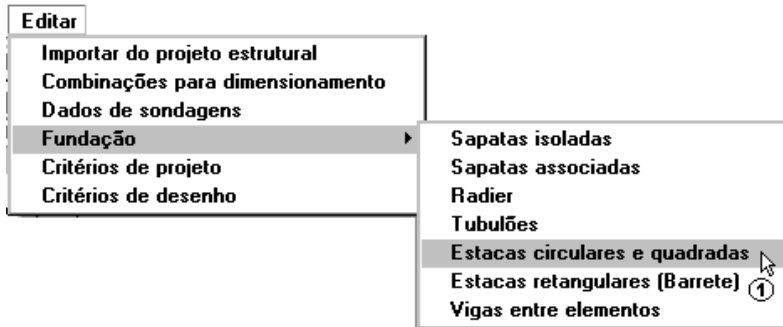 Editar
Importar do projeto estrutural
Combinações para dimensionamento
Dados de sondagens
Fundação
Critérios de projeto
Critérios de desenho
Sapatas isoladas
Sapatas associadas
Radier
Tubulões
Estacas circulares e quadradas
Estacas retangulares (Barrete)
1
Vigas entre elementos